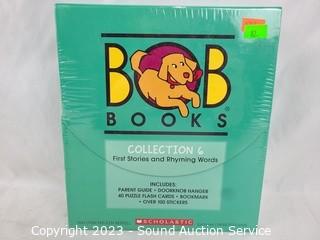 BOB
BOOKS®
COLLECTION 6
First Stories and Rhyming Words
INCLUDES:
PARENT GUIDE • DOORKNOB HANGER
40 PUZZLE FLASH CARDS • BOOKMARK
• OVER 100 STICKERS
SCHOLASTIC
Copyright - 2023 - Sound Auction Service